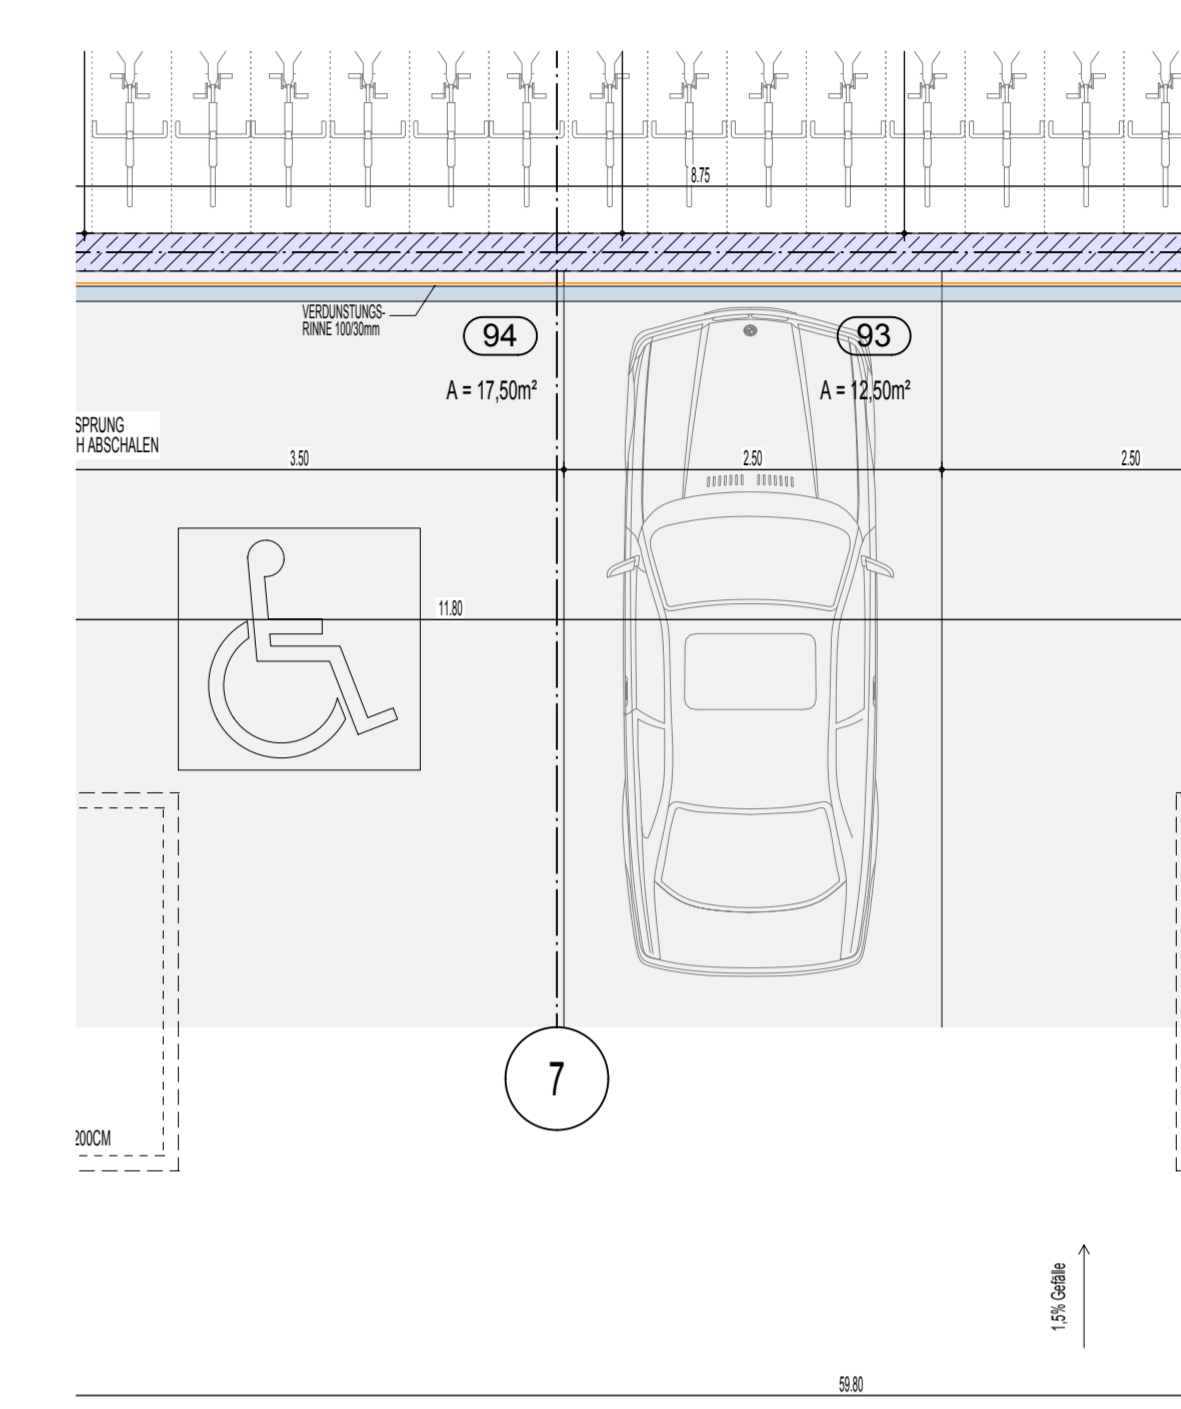 8.75
VERDUNSTUNGS-
RINNE 100/30mm
94
93
A = 17,50m²
A = 12,50m²
SPRUNG
H ABSCHALEN
3.50
2.50
2.50
11.80
7
200CM
1,5% Gefälle
59.80